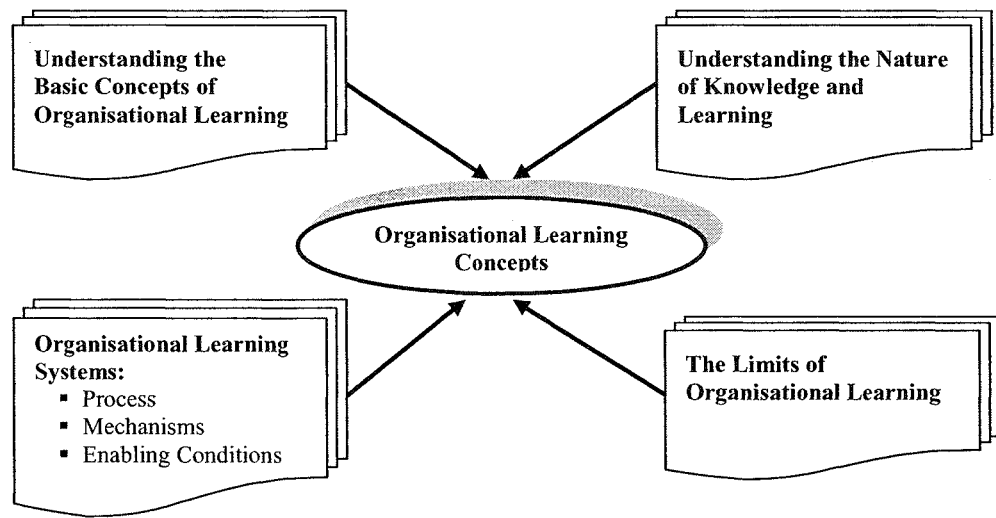 Understanding the
Basic Concepts of
Organisational Learning
Understanding the Nature
of Knowledge and
Learning
Organisational Learning
Concepts
Organisational Learning
Systems:
▪ Process
▪ Mechanisms
▪ Enabling Conditions
The Limits of
Organisational Learning